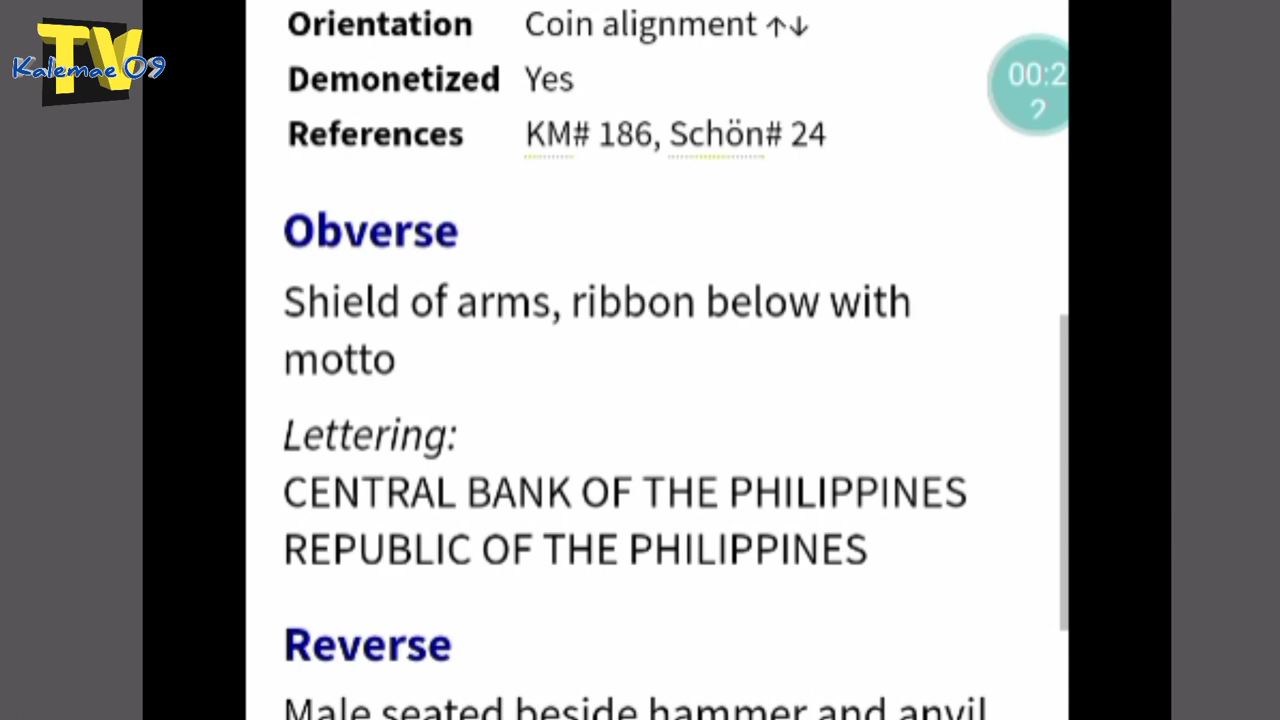 TV
Kalemae 09
Orientation Coin alignment ↑↓
Demonetized Yes
References KM# 186, Schön# 24
00:2
2
Obverse
Shield of arms, ribbon below with
motto
Lettering:
CENTRAL BANK OF THE PHILIPPINES
REPUBLIC OF THE PHILIPPINES
Reverse
Male seated beside hammer and anvil